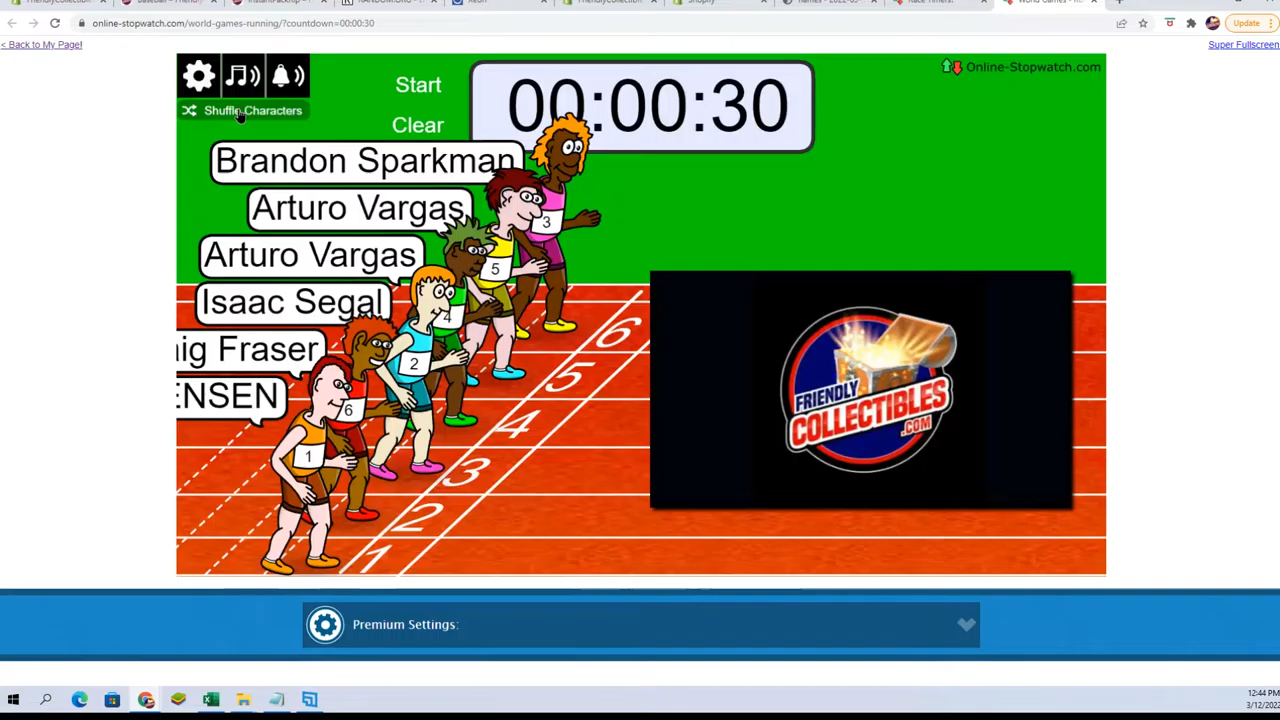 online-stopwatch.com/world-games-running/?countdown=00:00:30
Update
< Back to My Page!
Super Fullscreen
Start
00:00:30
Online-Stopwatch.com
Shuffle Characters
Clear
Brandon Sparkman
3
Arturo Vargas
5
Arturo Vargas
4
Isaac Segal
2
aig Fraser
6
ENSEN
1
6
5
4
3
2
1
FRIENDLY
COLLECTIBLES
.COM
Premium Settings:
12:44 PM
3/12/202